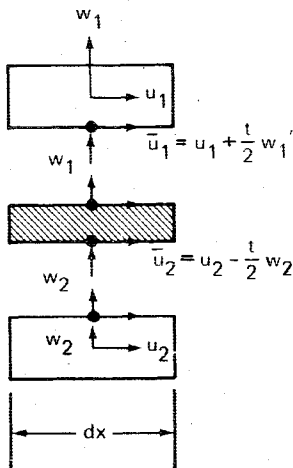 w₁
u₁
ū₁ = u₁ + t/2 w₁′
w₁
ū₂ = u₂ - t/2 w₂
w₂
w₂
u₂
dx